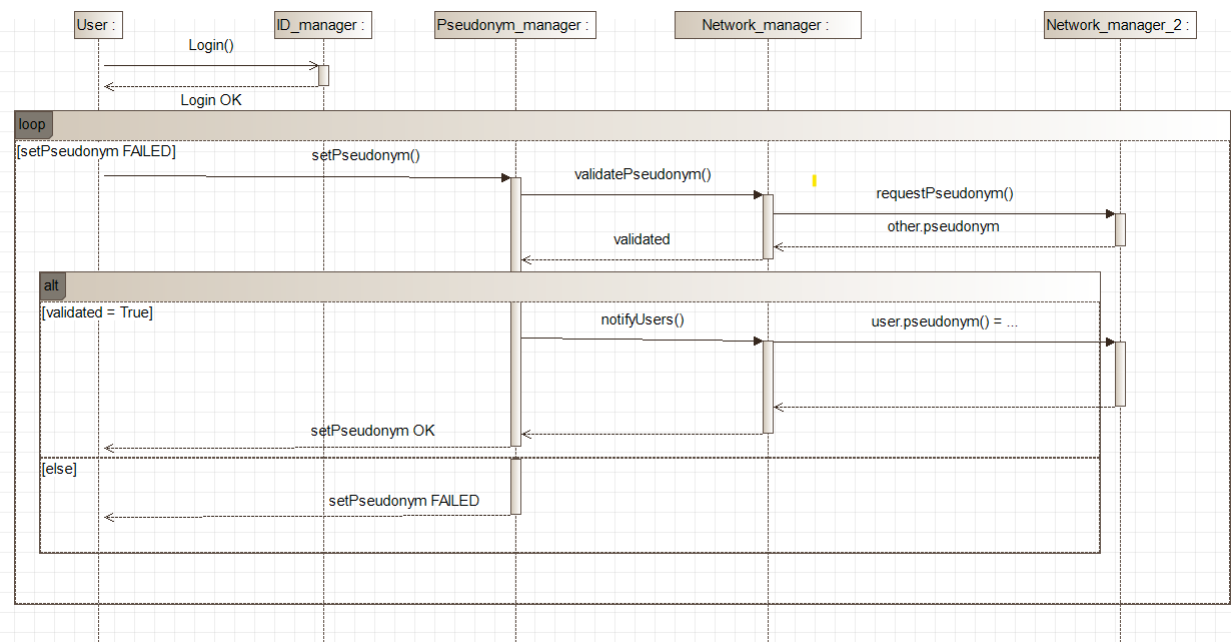 User :
ID_manager :
Pseudonym_manager :
Network_manager :
Network_manager_2 :
Login()
Login OK
loop
[setPseudonym FAILED]
setPseudonym()
validatePseudonym()
requestPseudonym()
other.pseudonym
validated
alt
[validated = True]
notifyUsers()
user.pseudonym() = ...
setPseudonym OK
[else]
setPseudonym FAILED